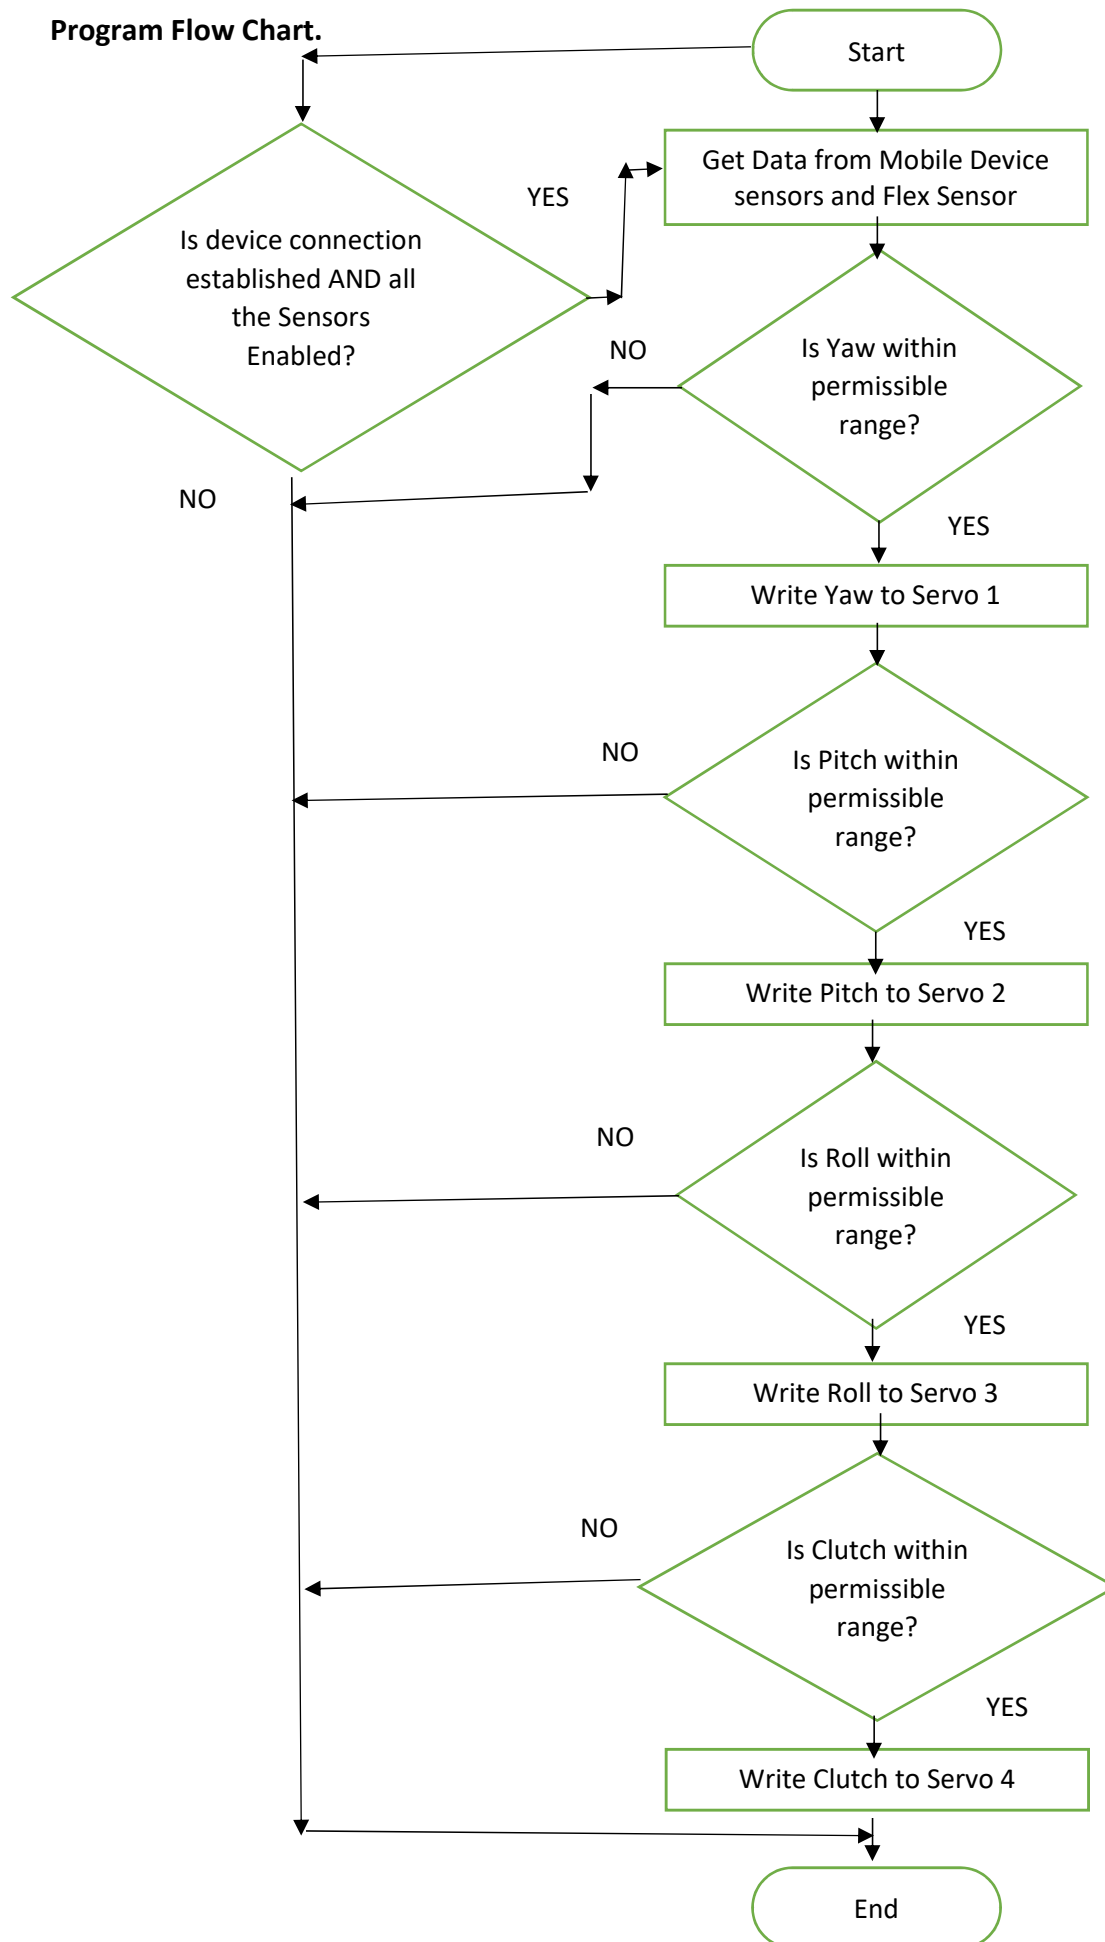 Program Flow Chart.
Start
Get Data from Mobile Device
sensors and Flex Sensor
YES
Is device connection
established AND all
the Sensors
Enabled?
NO
Is Yaw within
permissible
range?
NO
YES
Write Yaw to Servo 1
NO
Is Pitch within
permissible
range?
YES
Write Pitch to Servo 2
NO
Is Roll within
permissible
range?
YES
Write Roll to Servo 3
NO
Is Clutch within
permissible
range?
YES
Write Clutch to Servo 4
End